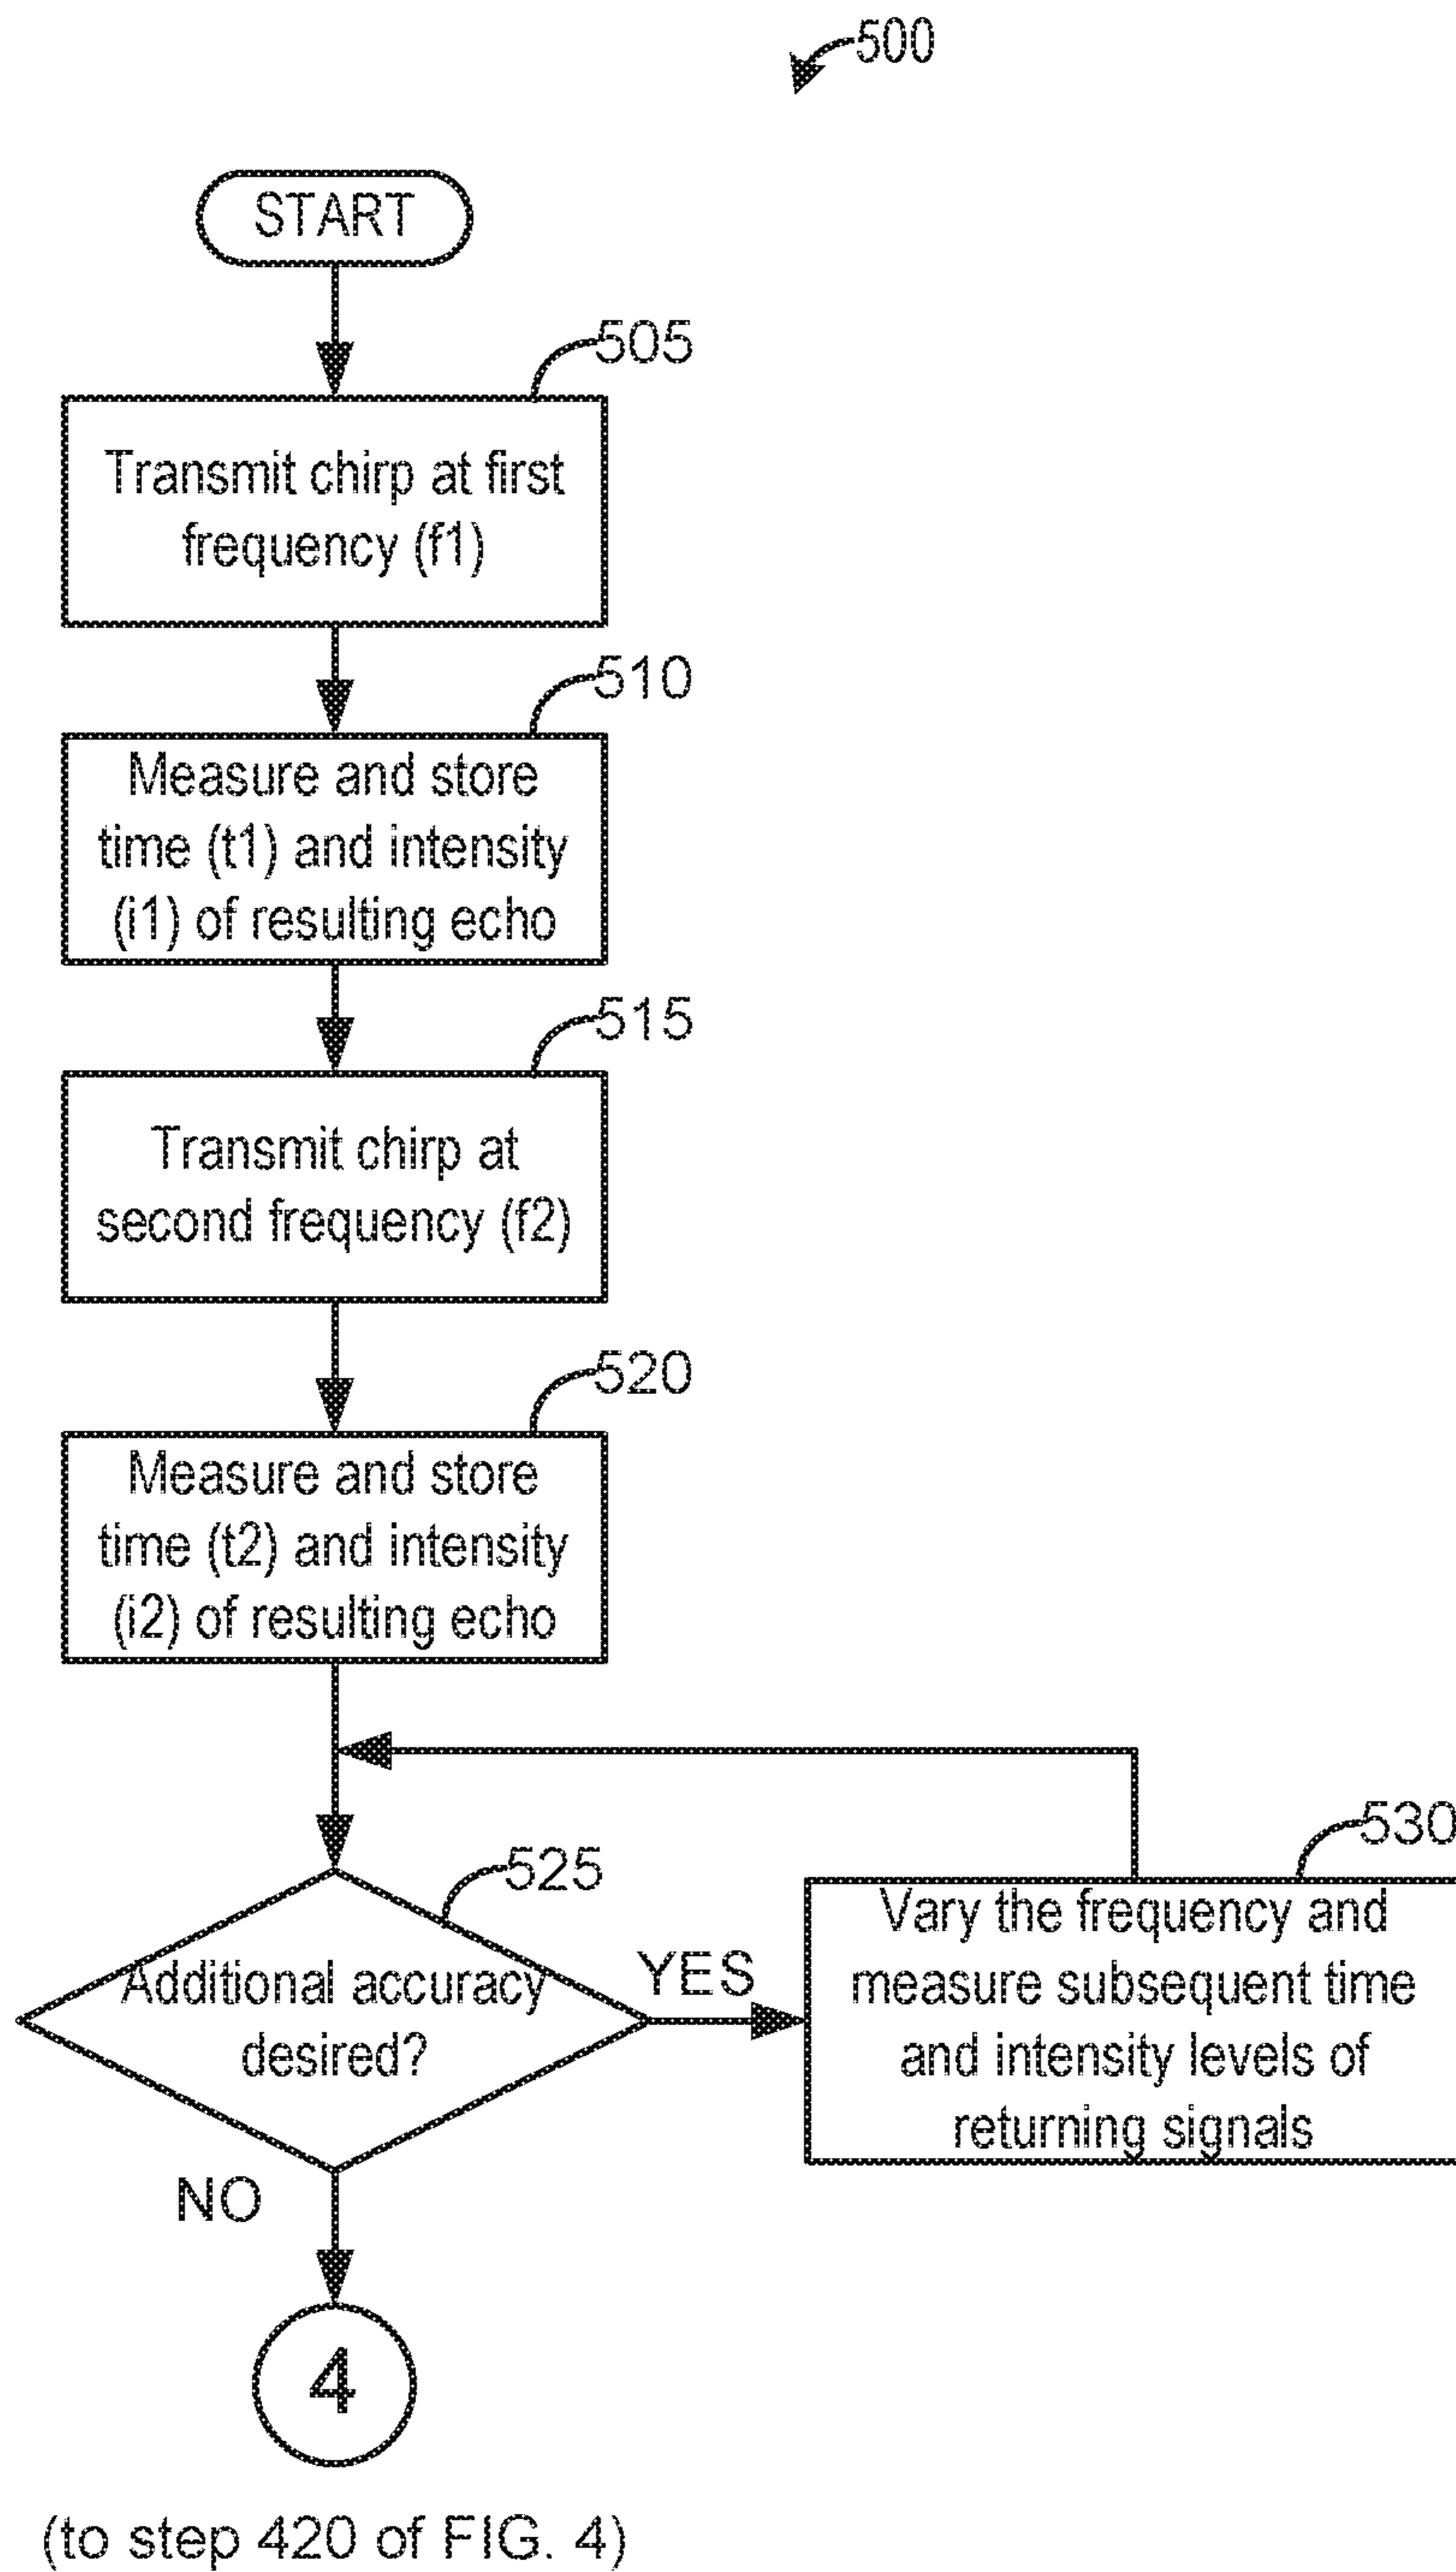 500
START
505
Transmit chirp at first
frequency (f1)
510
Measure and store
time (t1) and intensity
(i1) of resulting echo
515
Transmit chirp at
second frequency (f2)
520
Measure and store
time (t2) and intensity
(i2) of resulting echo
525
Additional accuracy
desired?
YES
530
Vary the frequency and
measure subsequent time
and intensity levels of
returning signals
NO
4
(to step 420 of FIG. 4)